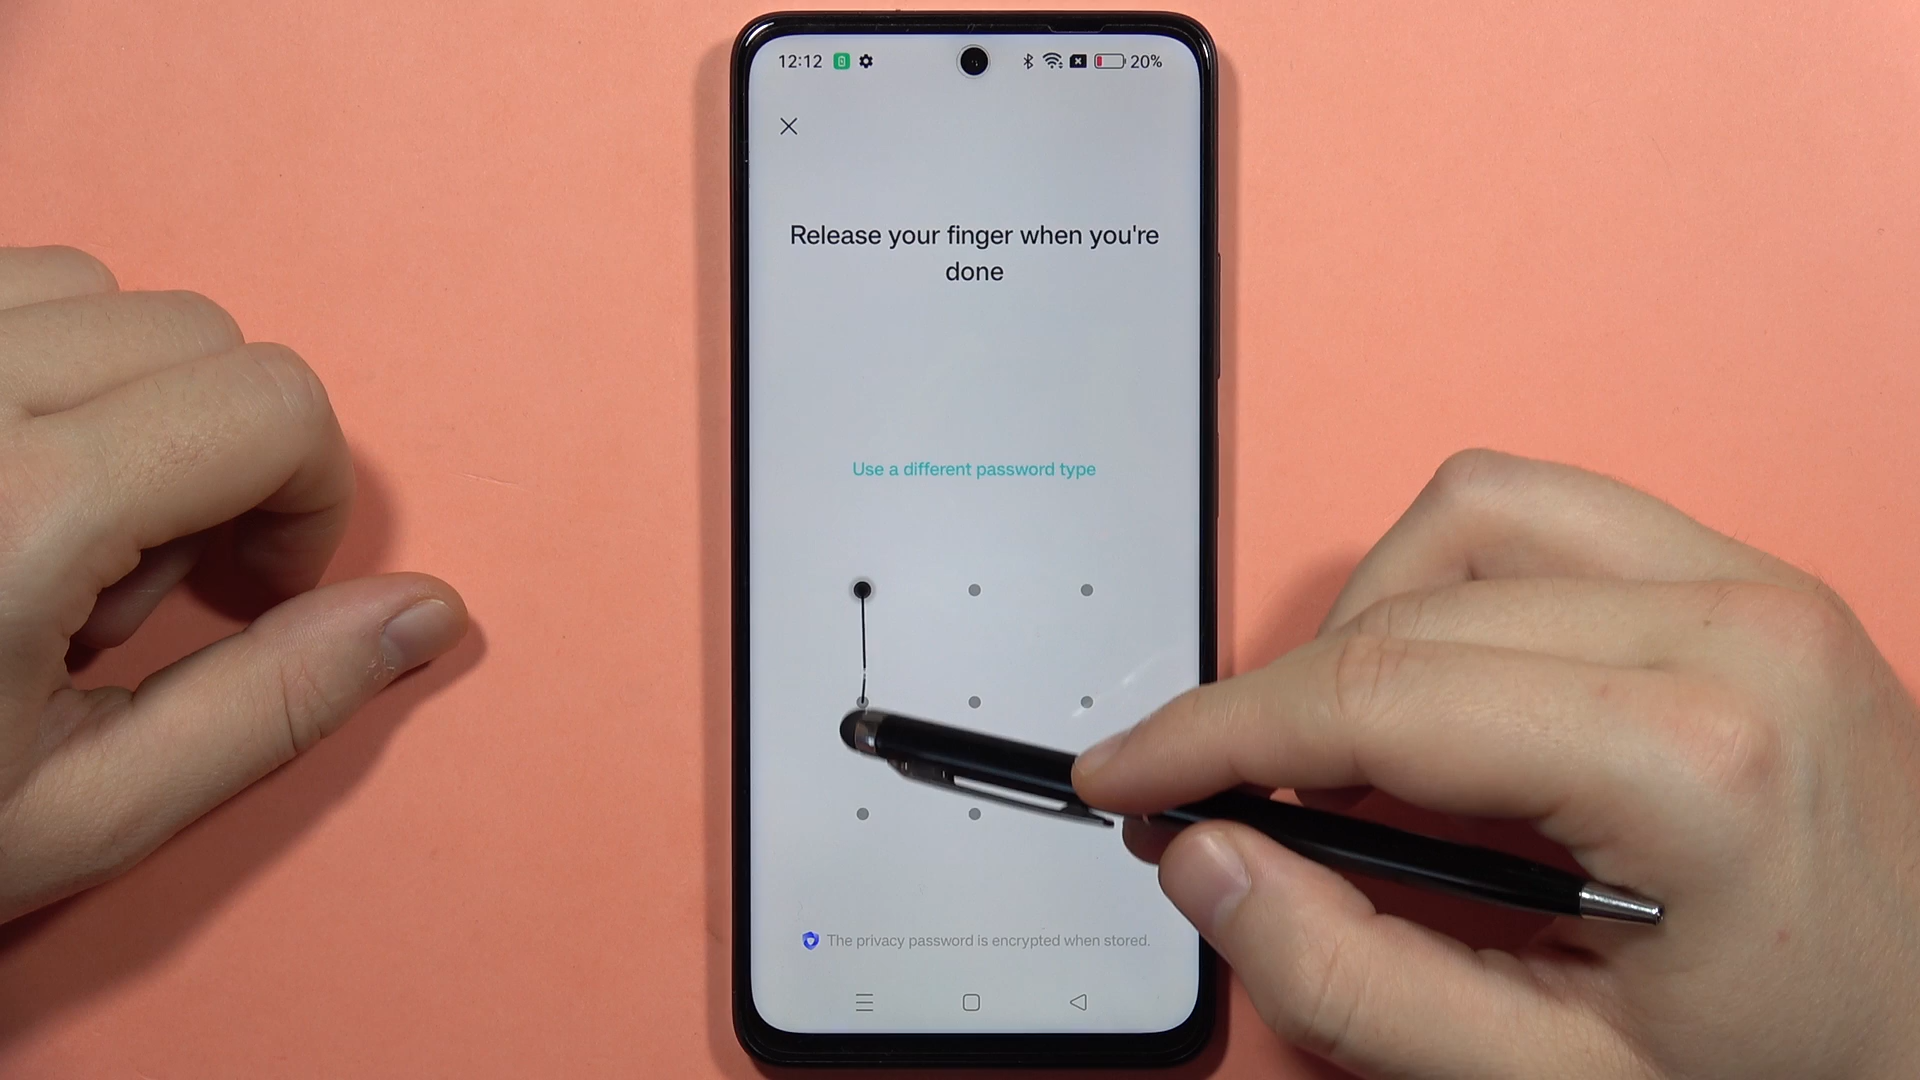 12:12 20%
Release your finger when you're
done
Use a different password type
The privacy password is encrypted when stored.